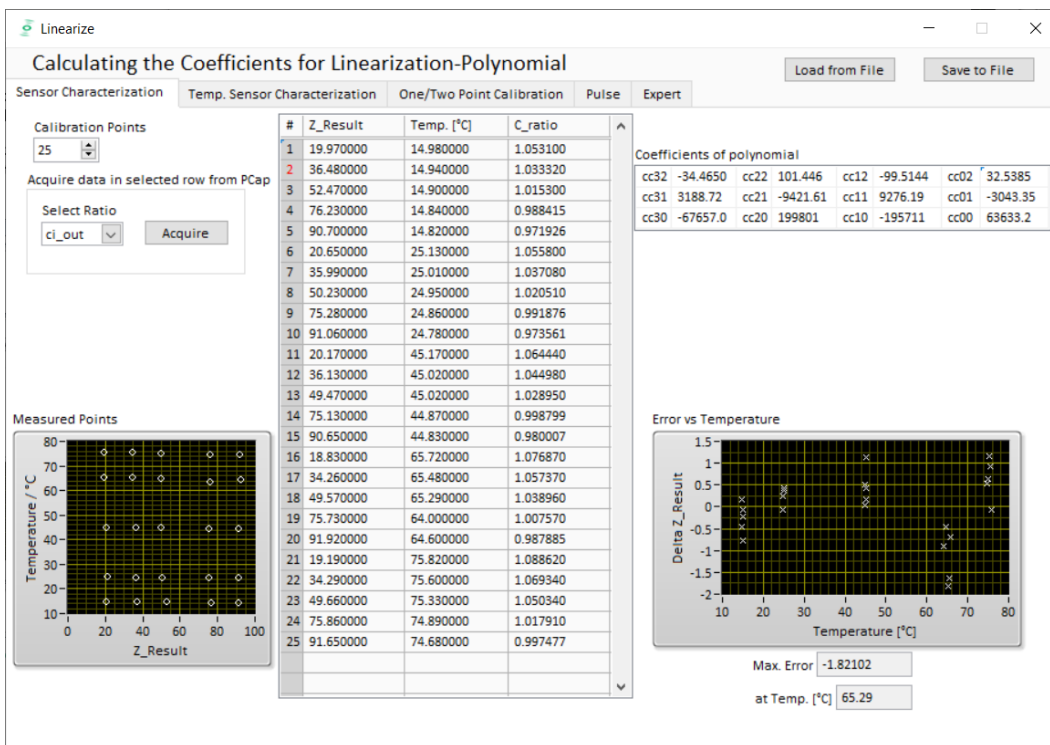 Linearize
Calculating the Coefficients for Linearization-Polynomial
Load from File
Save to File
Sensor Characterization
Temp. Sensor Characterization
One/Two Point Calibration
Pulse
Expert
Calibration Points
25
Acquire data in selected row from PCap
Select Ratio
ci_out
Acquire
# Z_Result Temp. [°C] C_ratio
1 19.970000 14.980000 1.053100
2 36.480000 14.940000 1.033320
3 52.470000 14.900000 1.015300
4 76.230000 14.840000 0.988415
5 90.700000 14.820000 0.971926
6 20.650000 25.130000 1.055800
7 35.990000 25.010000 1.037080
8 50.230000 24.950000 1.020510
9 75.280000 24.860000 0.991876
10 91.060000 24.780000 0.973561
11 20.170000 45.170000 1.064440
12 36.130000 45.020000 1.044980
13 49.470000 45.020000 1.028950
14 75.130000 44.870000 0.998799
15 90.650000 44.830000 0.980007
16 18.830000 65.720000 1.076870
17 34.260000 65.480000 1.057370
18 49.570000 65.290000 1.038960
19 75.730000 64.000000 1.007570
20 91.920000 64.600000 0.987885
21 19.190000 75.820000 1.088620
22 34.290000 75.600000 1.069340
23 49.660000 75.330000 1.050340
24 75.860000 74.890000 1.017910
25 91.650000 74.680000 0.997477
Coefficients of polynomial
cc32 -34.4650 cc22 101.446 cc12 -99.5144 cc02 32.5385
cc31 3188.72 cc21 -9421.61 cc11 9276.19 cc01 -3043.35
cc30 -67657.0 cc20 199801 cc10 -195711 cc00 63633.2
Measured Points
Temperature / °C
80
70
60
50
40
30
20
10
0 20 40 60 80 100
Z_Result
Error vs Temperature
Delta Z_Result
1.5
1
0.5
0
-0.5
-1
-1.5
-2
10 20 30 40 50 60 70 80
Temperature [°C]
Max. Error -1.82102
at Temp. [°C] 65.29